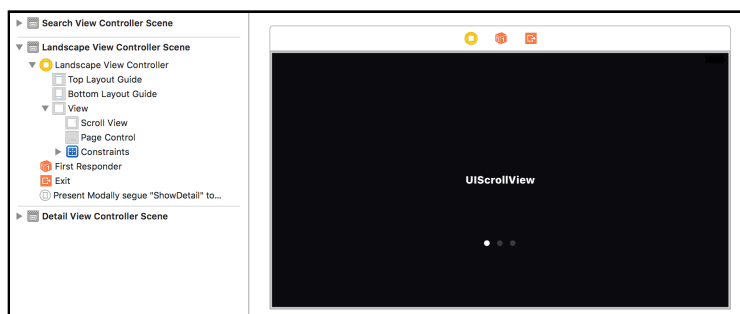 Search View Controller Scene
Landscape View Controller Scene
Landscape View Controller
Top Layout Guide
Bottom Layout Guide
View
Scroll View
Page Control
Constraints
First Responder
Exit
Present Modally segue "ShowDetail" to...
Detail View Controller Scene
UIScrollView